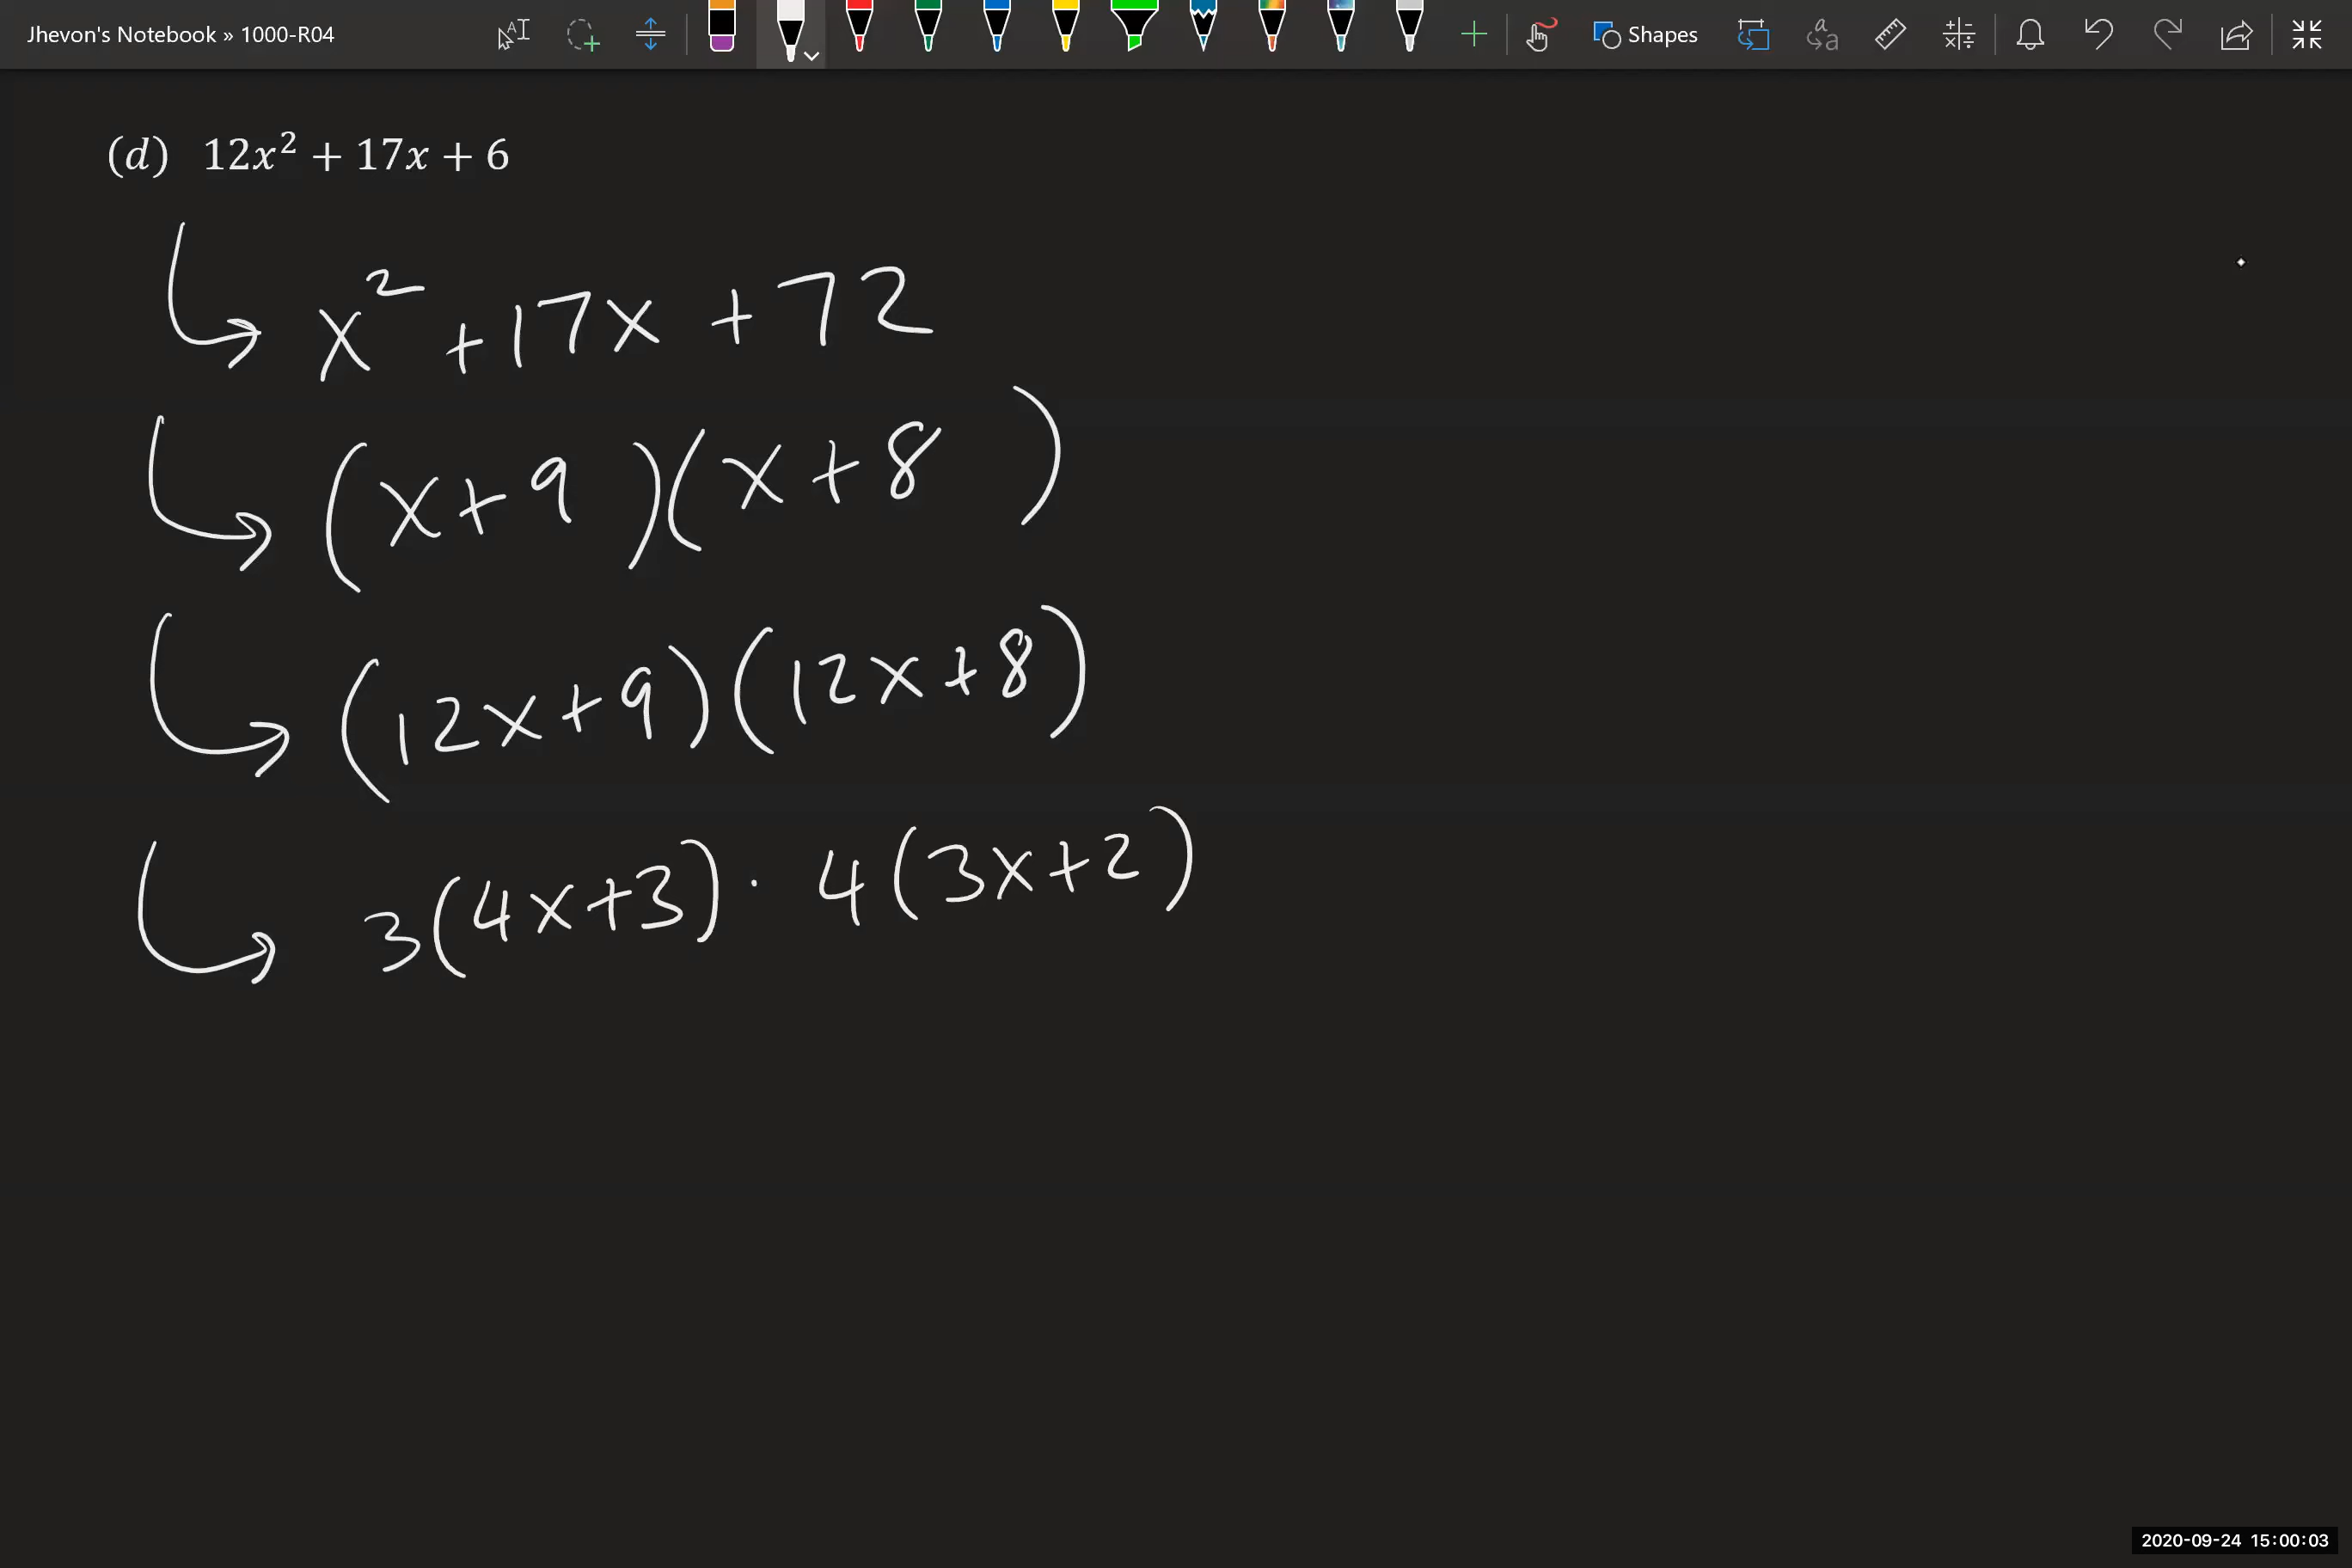 Jhevon's Notebook » 1000-R04
Shapes
(d) 12x² + 17x + 6
x² + 17x + 72
(x+9)(x+8)
(12x+9)(12x+8)
3(4x+3) · 4(3x+2)
2020-09-24 15:00:03